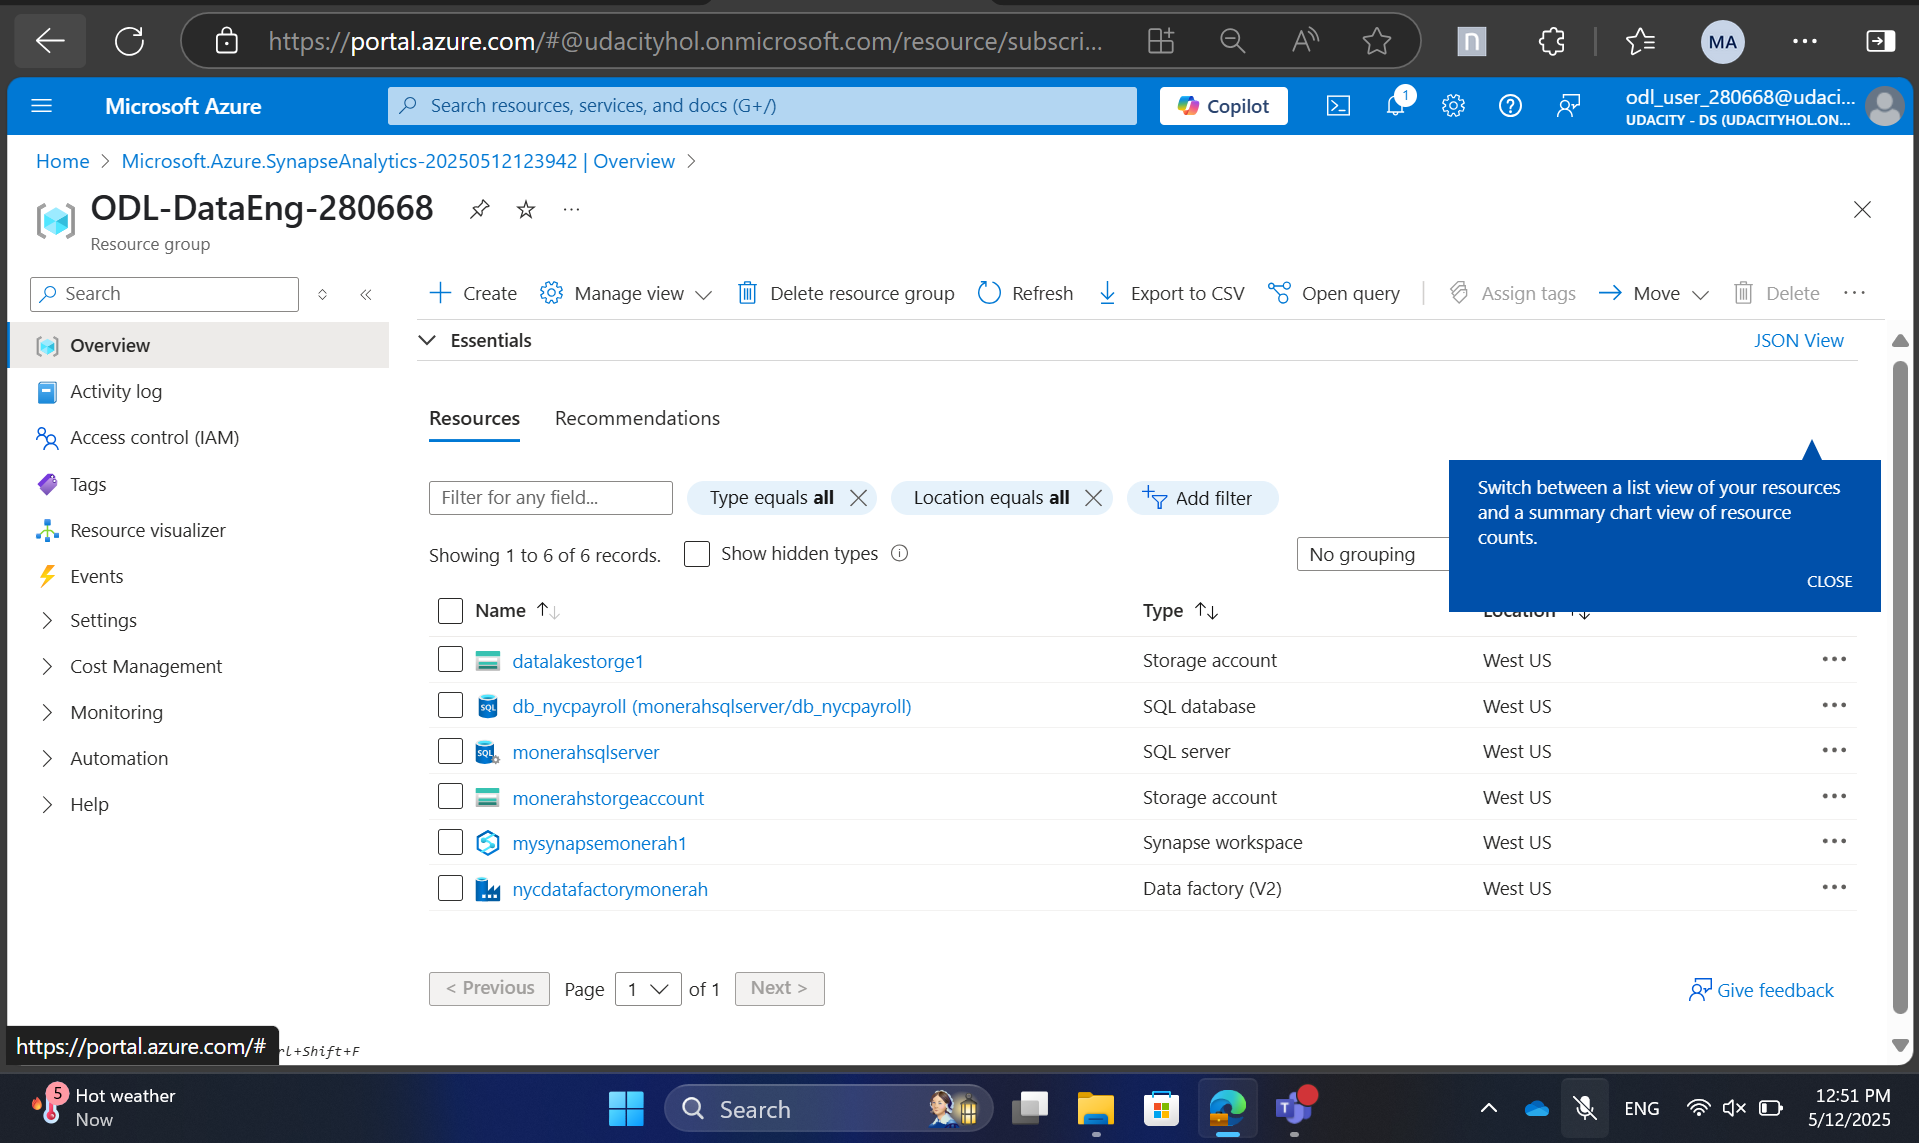 https://portal.azure.com/#@udacityhol.onmicrosoft.com/resource/subscri...
MA
Microsoft Azure
Search resources, services, and docs (G+/)
Copilot
1
odl_user_280668@udaci...
UDACITY - DS (UDACITYHOL.ON...
Home > Microsoft.Azure.SynapseAnalytics-20250512123942 | Overview >
ODL-DataEng-280668
Resource group
Search
Create
Manage view
Delete resource group
Refresh
Export to CSV
Open query
Assign tags
Move
Delete
Overview
Activity log
Access control (IAM)
Tags
Resource visualizer
Events
Settings
Cost Management
Monitoring
Automation
Help
Essentials
JSON View
Resources
Recommendations
Filter for any field...
Type equals all
Location equals all
Add filter
Switch between a list view of your resources
and a summary chart view of resource
counts.
CLOSE
Showing 1 to 6 of 6 records.
Show hidden types
No grouping
Name
Type
Location
datalakestorge1 Storage account West US
db_nycpayroll (monerahsqlserver/db_nycpayroll) SQL database West US
monerahsqlserver SQL server West US
monerahstorgeaccount Storage account West US
mysynapsemonerah1 Synapse workspace West US
nycdatafactorymonerah Data factory (V2) West US
< Previous
Page 1 of 1
Next >
Give feedback
https://portal.azure.com/#
rl+Shift+F
5
Hot weather
Now
Search
ENG
12:51 PM
5/12/2025